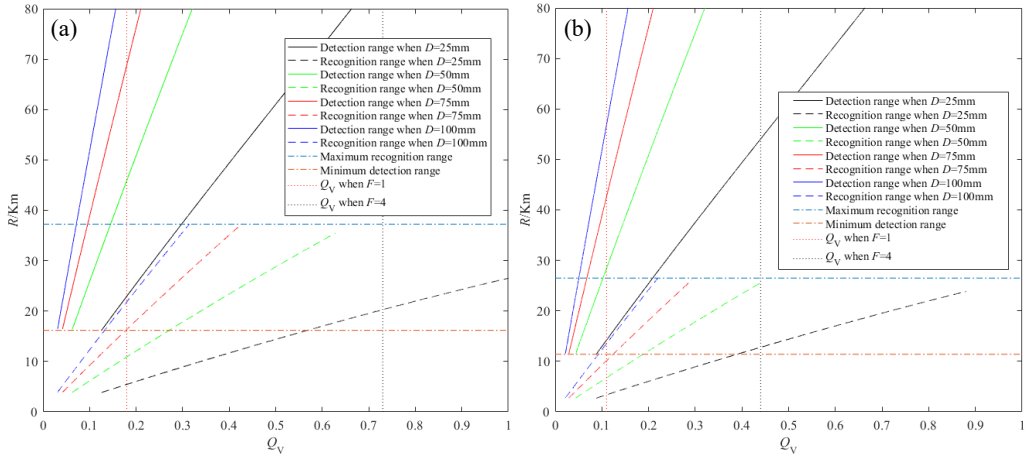 (a)
80
70
60
50
40
30
20
10
0
R/Km
0 0.1 0.2 0.3 0.4 0.5 0.6 0.7 0.8 0.9 1
Q_V
Detection range when D=25mm
Recognition range when D=25mm
Detection range when D=50mm
Recognition range when D=50mm
Detection range when D=75mm
Recognition range when D=75mm
Detection range when D=100mm
Recognition range when D=100mm
Maximum recognition range
Minimum detection range
Q_V when F=1
Q_V when F=4
(b)
80
70
60
50
40
30
20
10
0
R/Km
0 0.1 0.2 0.3 0.4 0.5 0.6 0.7 0.8 0.9 1
Q_V
Detection range when D=25mm
Recognition range when D=25mm
Detection range when D=50mm
Recognition range when D=50mm
Detection range when D=75mm
Recognition range when D=75mm
Detection range when D=100mm
Recognition range when D=100mm
Maximum recognition range
Minimum detection range
Q_V when F=1
Q_V when F=4